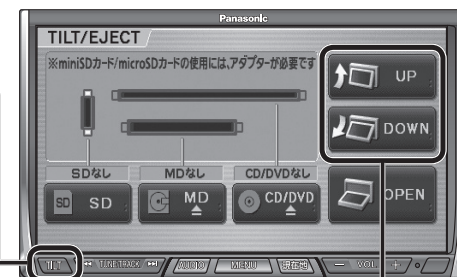 Panasonic
TILT/EJECT
※miniSDカード/microSDカードの使用には、アダプターが必要です
UP
DOWN
SDなし MDなし CD/DVDなし
SD SD MD CD/DVD OPEN
TILT TUNE/TRACK AUDIO MENU 現在地 − VOL +